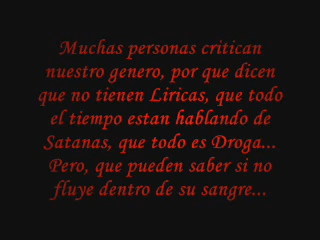 Muchas personas critican
nuestro genero, por que dicen
que no tienen Liricas, que todo
el tiempo estan hablando de
Satanas, que todo es Droga...
Pero, que pueden saber si no
fluye dentro de su sangre...